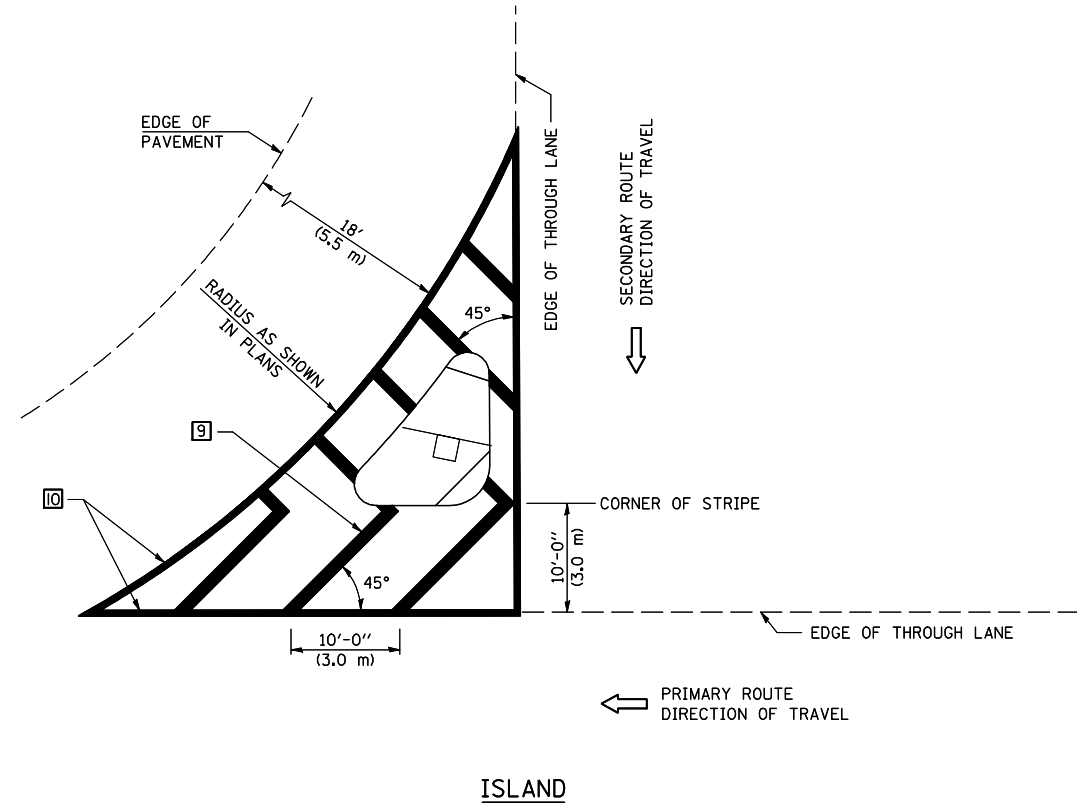 EDGE OF
PAVEMENT
18'
(5.5 m)
RADIUS AS SHOWN
IN PLANS
EDGE OF THROUGH LANE
SECONDARY ROUTE
DIRECTION OF TRAVEL
45°
9
10
CORNER OF STRIPE
10'-0"
(3.0 m)
45°
10'-0"
(3.0 m)
EDGE OF THROUGH LANE
PRIMARY ROUTE
DIRECTION OF TRAVEL
ISLAND